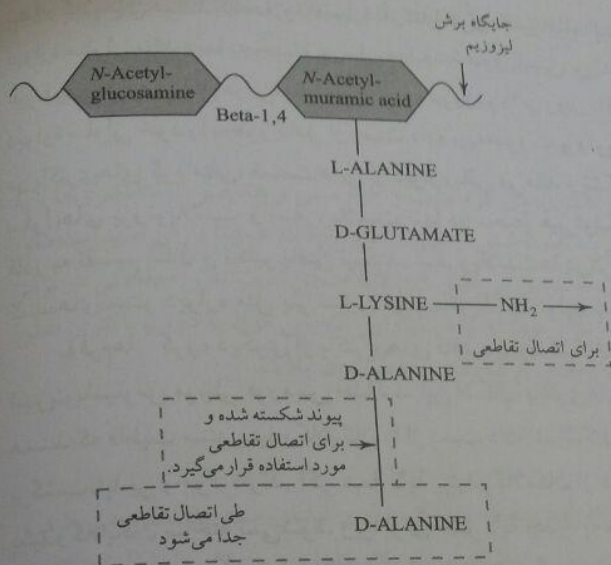 جایگاه برش
لیزوزیم
N-Acetyl-
glucosamine
N-Acetyl-
muramic acid
Beta-1,4
L-ALANINE
D-GLUTAMATE
L-LYSINE
NH₂
برای اتصال تقاطعی
D-ALANINE
پیوند شکسته شده و
برای اتصال تقاطعی
مورد استفاده قرار می‌گیرد.
طی اتصال تقاطعی
جدا می‌شود
D-ALANINE